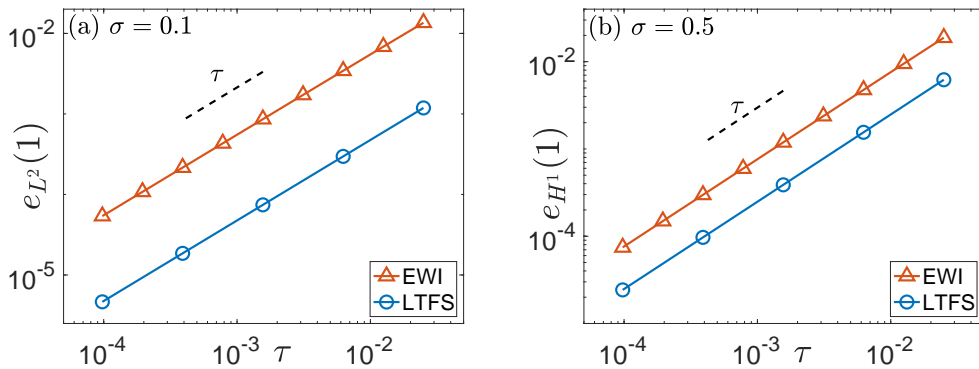 (a) σ = 0.1
10^-2
τ
e_{L^2}(1)
10^-5
EWI
LTFS
10^-4
10^-3
τ
10^-2
(b) σ = 0.5
10^-2
τ
e_{H^1}(1)
10^-4
EWI
LTFS
10^-4
10^-3
τ
10^-2